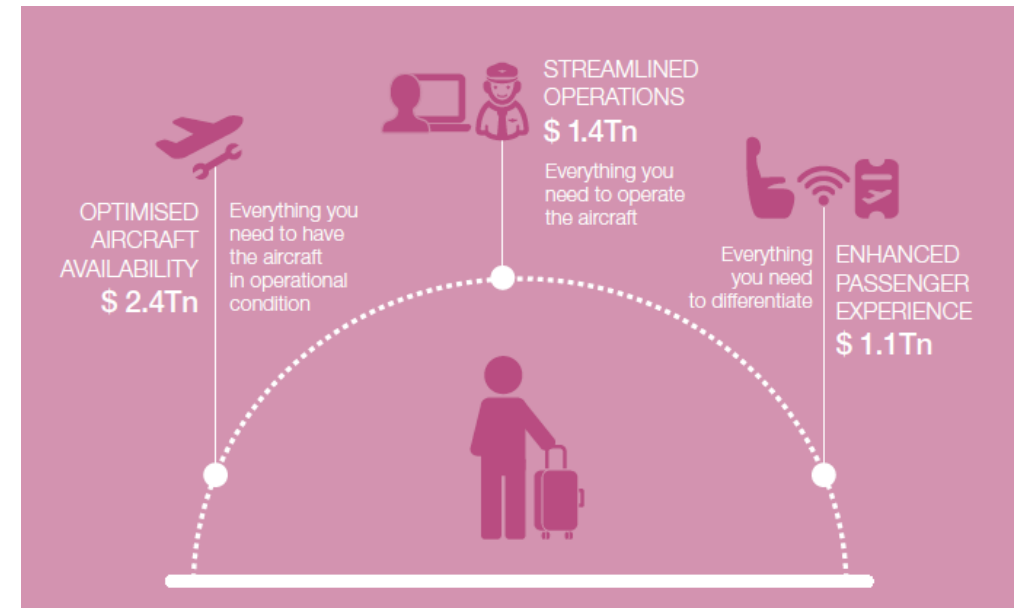 STREAMLINED
OPERATIONS
$ 1.4Tn
Everything you
need to operate
the aircraft
OPTIMISED
AIRCRAFT
AVAILABILITY
$ 2.4Tn
Everything you
need to have
the aircraft
in operational
condition
Everything
you need
to differentiate
ENHANCED
PASSENGER
EXPERIENCE
$ 1.1Tn